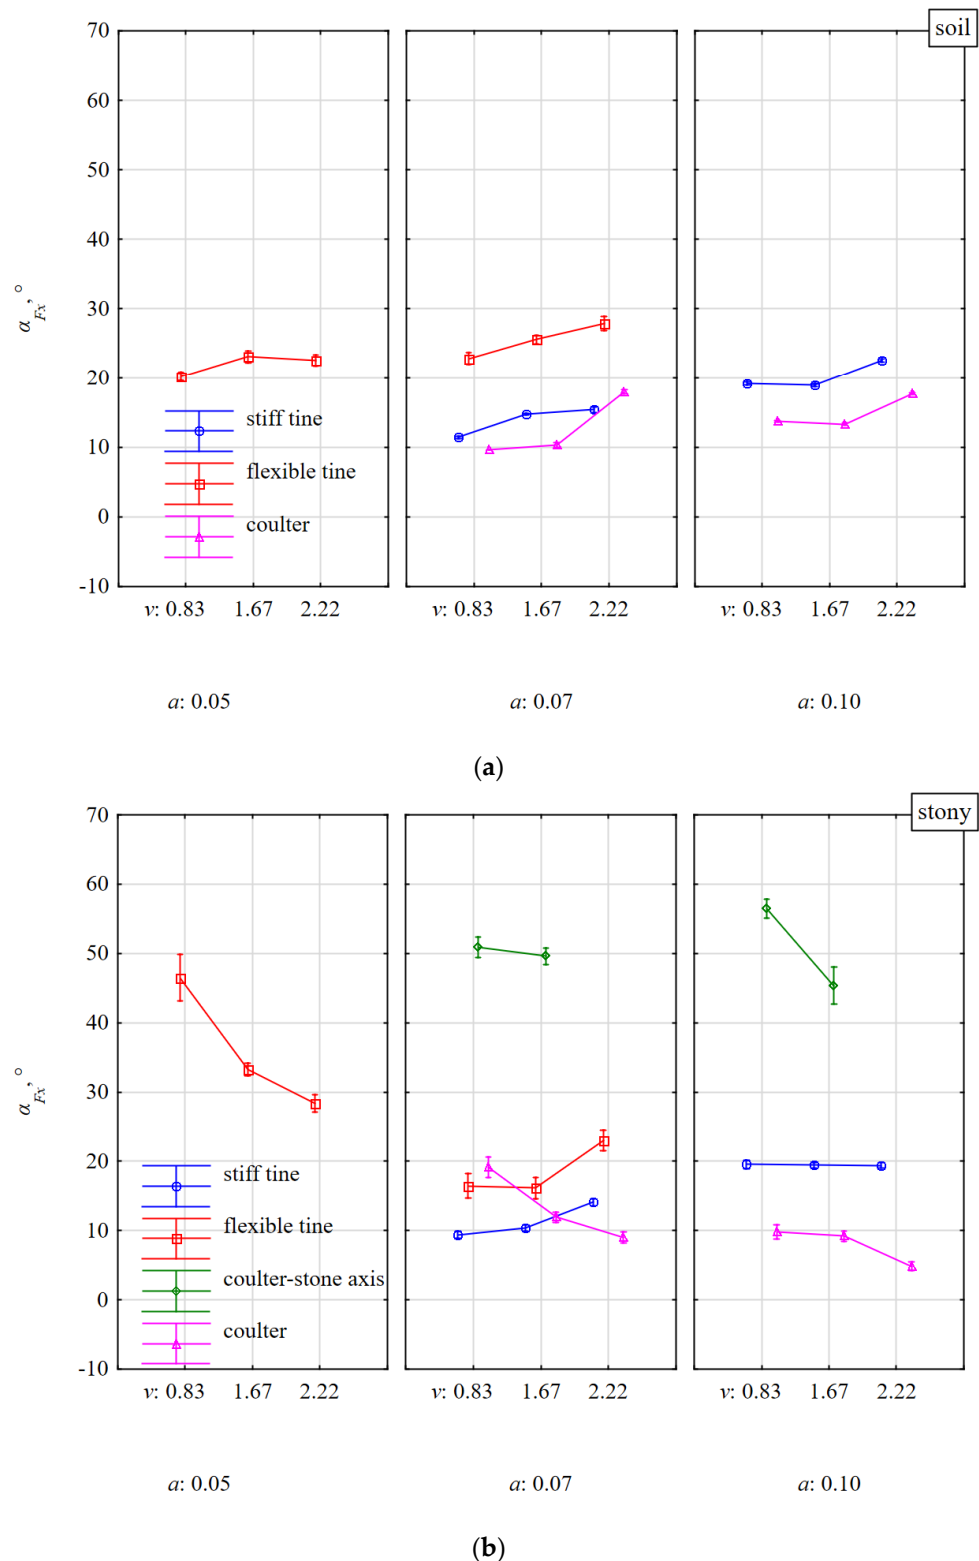 soil
70
60
50
40
30
20
10
0
-10
α_Fx, °
stiff tine
flexible tine
coulter
v: 0.83 1.67 2.22
v: 0.83 1.67 2.22
v: 0.83 1.67 2.22
a: 0.05
a: 0.07
a: 0.10
(a)
stony
70
60
50
40
30
20
10
0
-10
α_Fx, °
stiff tine
flexible tine
coulter-stone axis
coulter
v: 0.83 1.67 2.22
v: 0.83 1.67 2.22
v: 0.83 1.67 2.22
a: 0.05
a: 0.07
a: 0.10
(b)